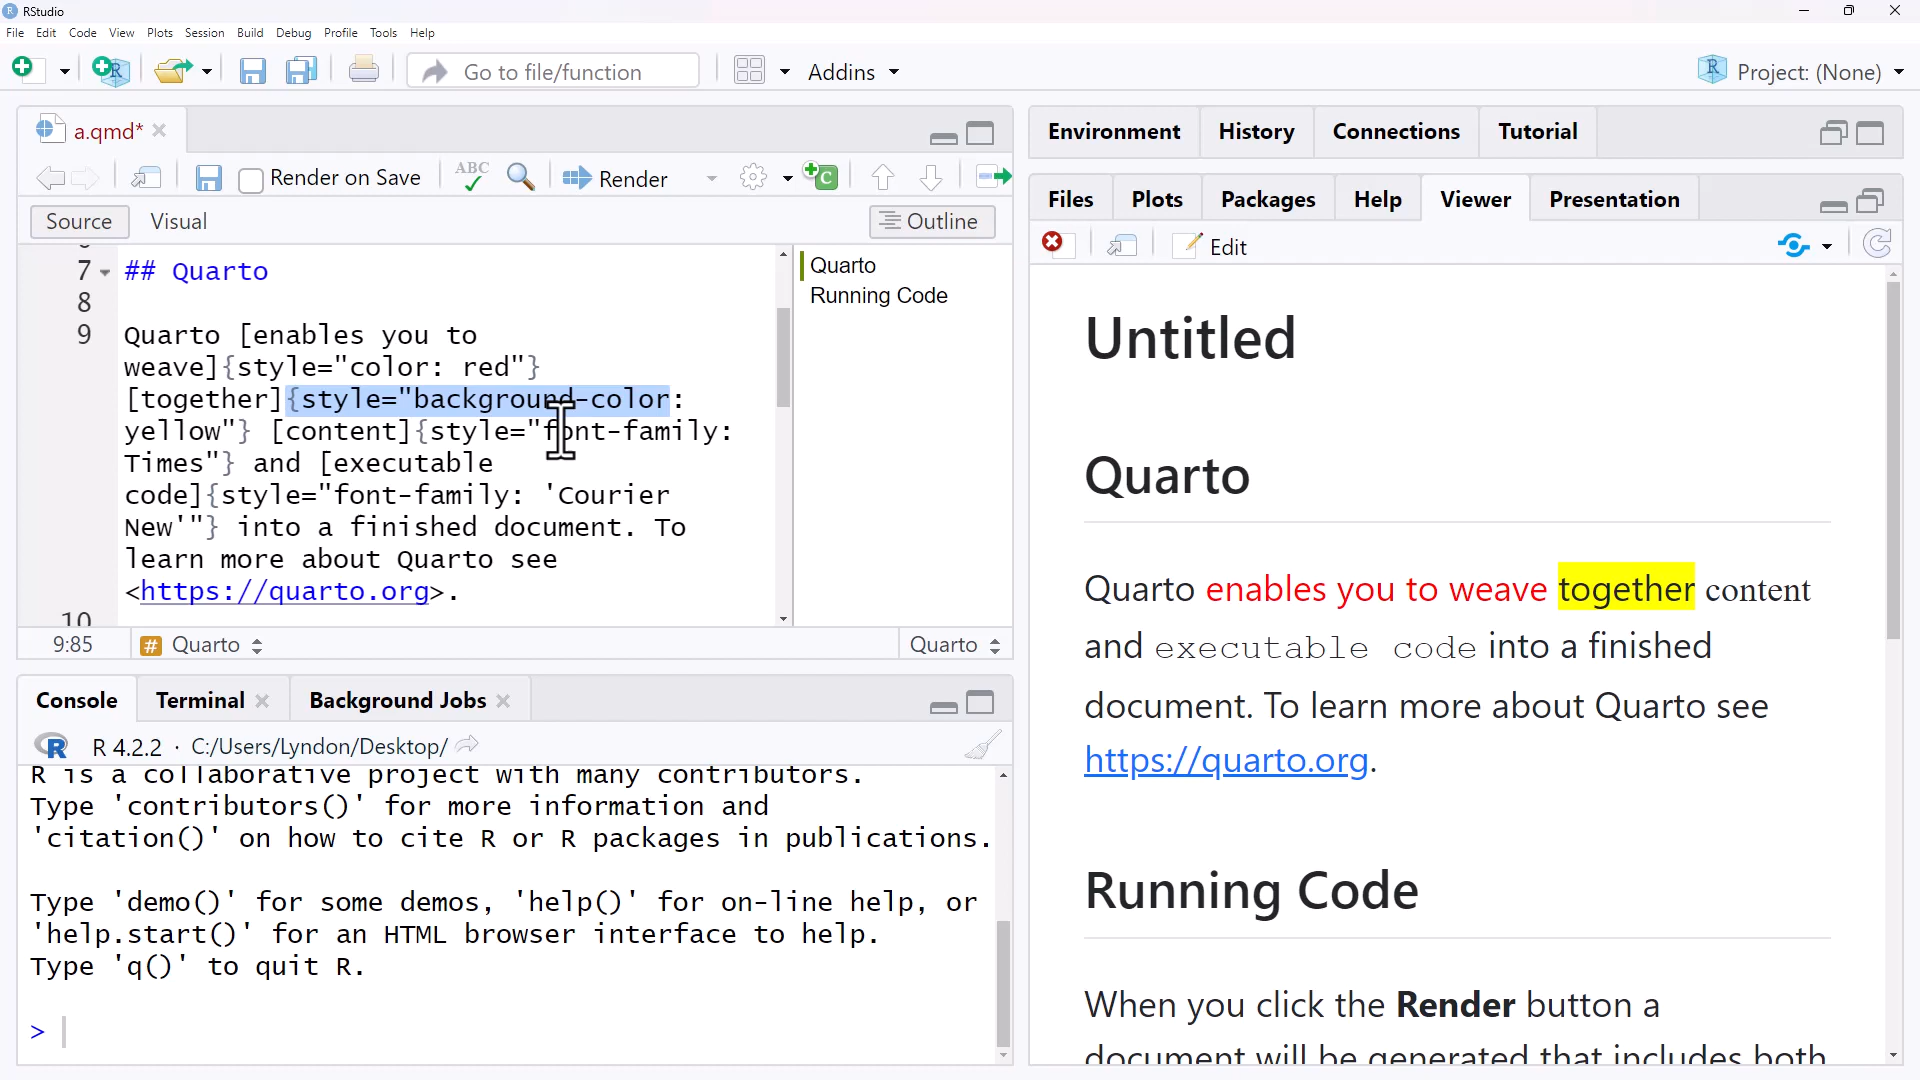 RStudio
File Edit Code View Plots Session Build Debug Profile Tools Help
Go to file/function Addins Project: (None)
a.qmd*
Render on Save ABC Render
Source Visual Outline
7 ## Quarto
8
9 Quarto [enables you to
weave]{style="color: red"}
[together]{style="background-color:
yellow"} [content]{style="font-family:
Times"} and [executable
code]{style="font-family: 'Courier
New'"} into a finished document. To
learn more about Quarto see
<https://quarto.org>.
10
Quarto
Running Code
9:85 # Quarto Quarto
Console Terminal Background Jobs
R 4.2.2 · C:/Users/Lyndon/Desktop/
R is a collaborative project with many contributors.
Type 'contributors()' for more information and
'citation()' on how to cite R or R packages in publications.
Type 'demo()' for some demos, 'help()' for on-line help, or
'help.start()' for an HTML browser interface to help.
Type 'q()' to quit R.
>
Environment History Connections Tutorial
Files Plots Packages Help Viewer Presentation
Edit
Untitled
Quarto
Quarto enables you to weave together content
and executable code into a finished
document. To learn more about Quarto see
https://quarto.org.
Running Code
When you click the Render button a
document will be generated that includes both